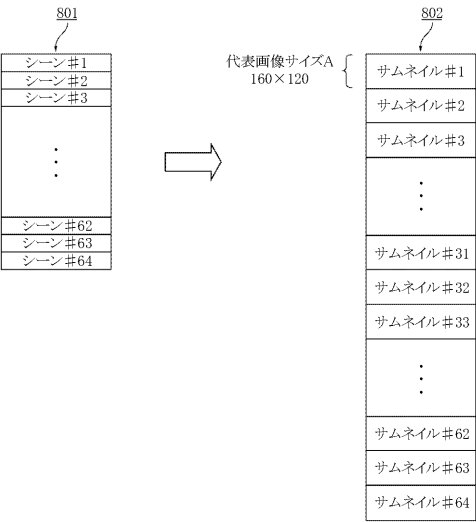 801
シーン♯1
シーン♯2
シーン♯3
シーン♯62
シーン♯63
シーン♯64
代表画像サイズA
160×120
802
サムネイル♯1
サムネイル♯2
サムネイル♯3
サムネイル♯31
サムネイル♯32
サムネイル♯33
サムネイル♯62
サムネイル♯63
サムネイル♯64